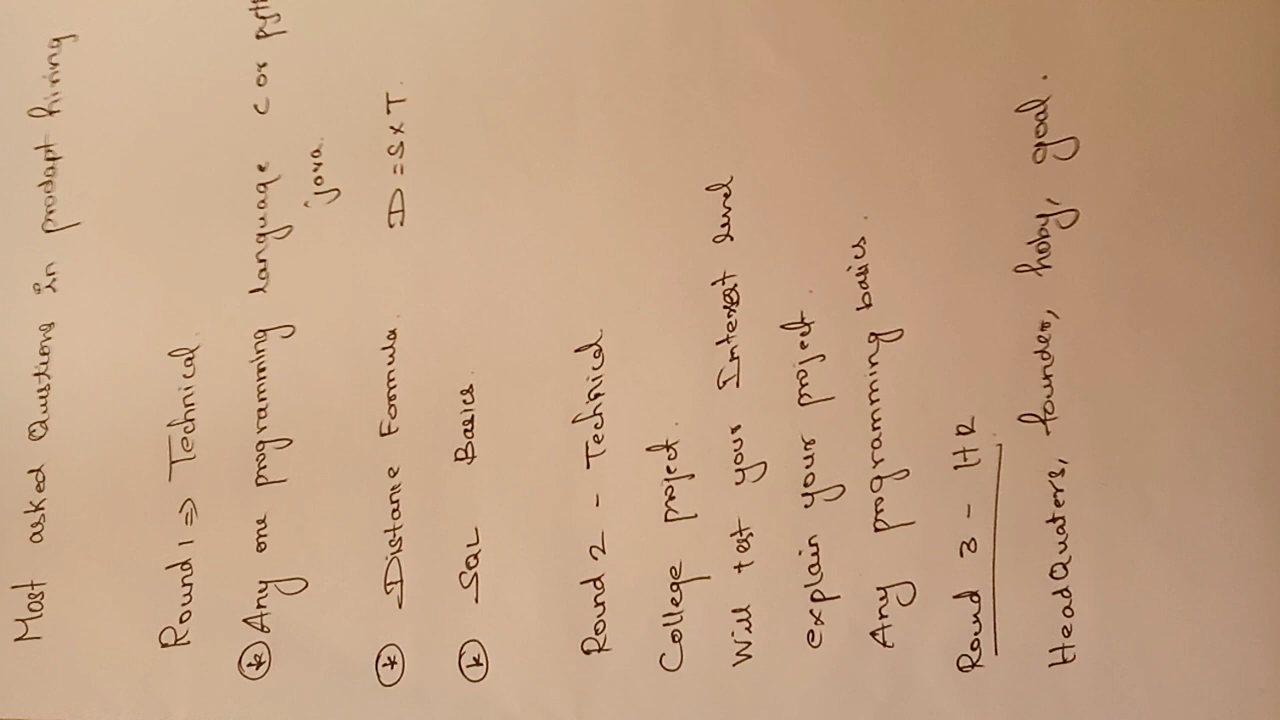 Most asked Questions In prodapt hiring
Round 1 => Technical.
* Any one programming language C or pyth
java.
* Distance Formula. D = S x T.
* SQL Basics.
Round 2 - Technical
College project.
Will test your Interest level
explain your project.
Any programming basics.
Round 3 - HR
HeadQuaters, founder, hoby, goal.